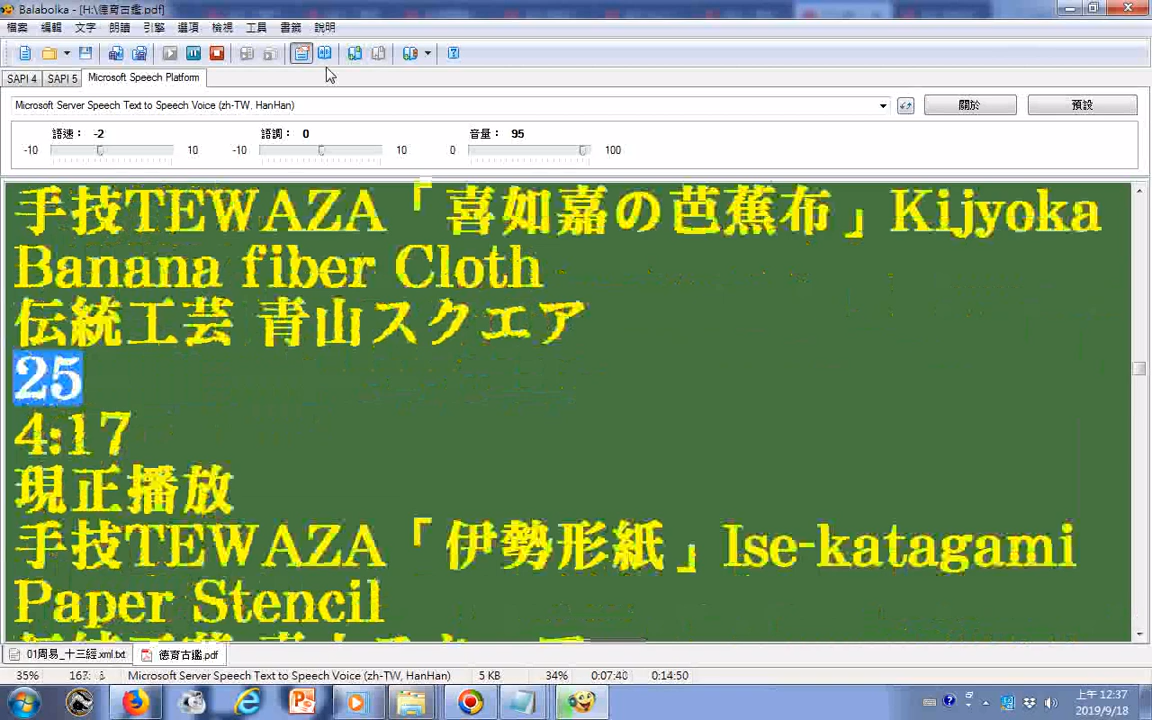 Balabolka - [H:\德育古鑑.pdf]
檔案 編輯 文字 朗讀 引擎 選項 檢視 工具 書籤 說明
SAPI 4 SAPI 5 Microsoft Speech Platform
Microsoft Server Speech Text to Speech Voice (zh-TW, HanHan) 關於 預設
語速： -2 語調： 0 音量： 95
-10 10 -10 10 0 100
手技TEWAZA「喜如嘉の芭蕉布」Kijyoka
Banana fiber Cloth
伝統工芸 青山スクエア
25
4:17
現正播放
手技TEWAZA「伊勢形紙」Ise-katagami
Paper Stencil
01周易_十三經.xml.txt 德育古鑑.pdf
35% Microsoft Server Speech Text to Speech Voice (zh-TW, HanHan) 5 KB 34% 0:07:40 0:14:50
上午 12:37
2019/9/18